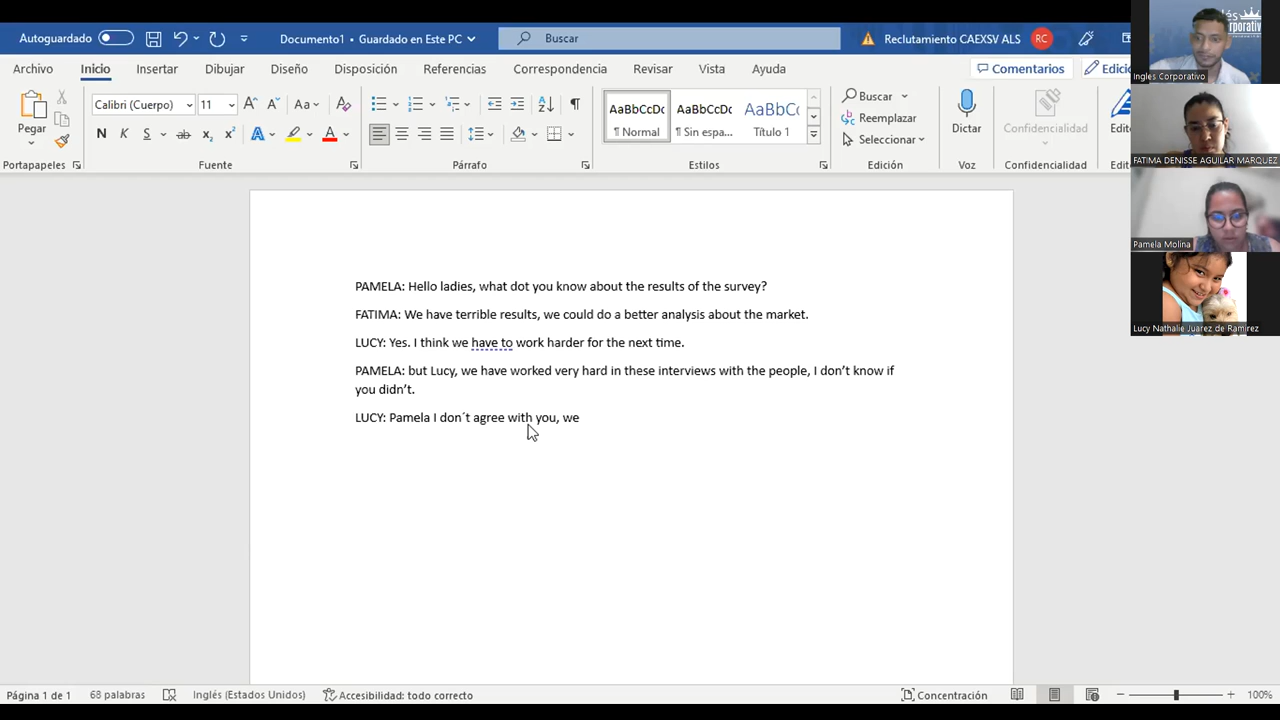 Autoguardado
Documento1 • Guardado en Este PC
Buscar
Reclutamiento CAEXSV ALS
RC
Archivo Inicio Insertar Dibujar Diseño Disposición Referencias Correspondencia Revisar Vista Ayuda
Comentarios
Pegar
Calibri (Cuerpo) 11
AaBbCcDc AaBbCcDc AaBbCc
¶ Normal ¶ Sin espa... Título 1
Buscar
Reemplazar
Seleccionar
Dictar
Confidencialidad
Portapapeles Fuente Párrafo Estilos Edición Voz Confidencialidad
PAMELA: Hello ladies, what dot you know about the results of the survey?
FATIMA: We have terrible results, we could do a better analysis about the market.
LUCY: Yes. I think we have to work harder for the next time.
PAMELA: but Lucy, we have worked very hard in these interviews with the people, I don't know if
you didn't.
LUCY: Pamela I don´t agree with you, we
Ingles Corporativo
FATIMA DENISSE AGUILAR MARQUEZ
Pamela Molina
Lucy Nathalie Juarez de Ramirez
Página 1 de 1 68 palabras Inglés (Estados Unidos) Accesibilidad: todo correcto Concentración 100%